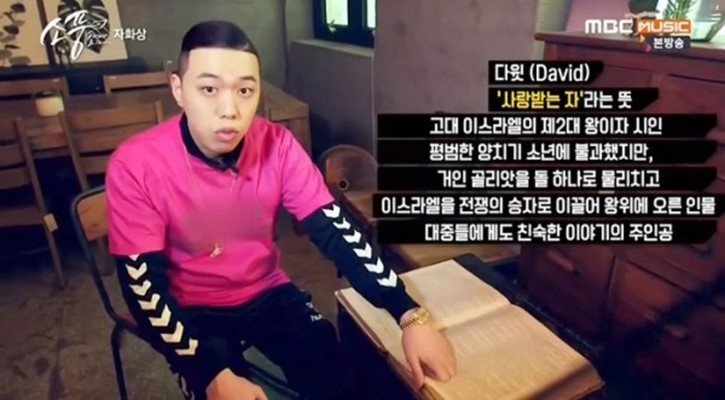 소풍
자화상
MBC MUSIC
본방송
다윗 (David)
'사랑받는 자'라는 뜻
고대 이스라엘의 제2대 왕이자 시인
평범한 양치기 소년에 불과했지만,
거인 골리앗을 돌 하나로 물리치고
이스라엘을 전쟁의 승자로 이끌어 왕위에 오른 인물
대중들에게도 친숙한 이야기의 주인공